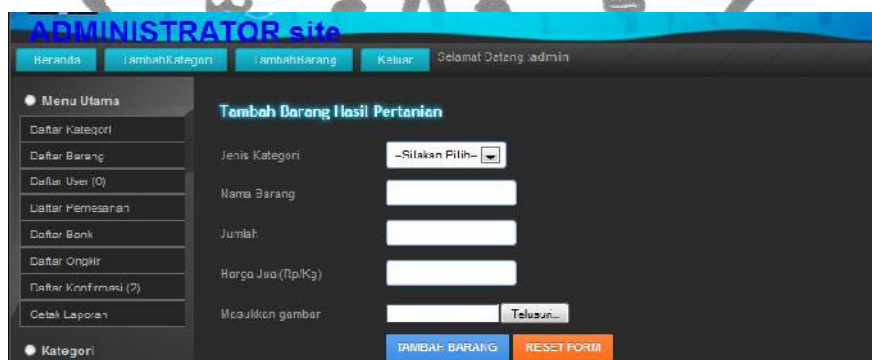 ADMINISTRATOR site
Beranda TambahKategori TambahBarang Keluar Selamat Datang :admin
Menu Utama
Daftar Kategori
Daftar Barang
Daftar User (0)
Daftar Pemesanan
Daftar Bank
Daftar Ongkir
Daftar Konfirmasi (2)
Cetak Laporan
Kategori
Tambah Barang Hasil Pertanian
Jenis Kategori --Silakan Pilih--
Nama Barang
Jumlah
Harga Jual(Rp/Kg)
Masukkan gambar Telusuri...
TAMBAH BARANG RESET FORM